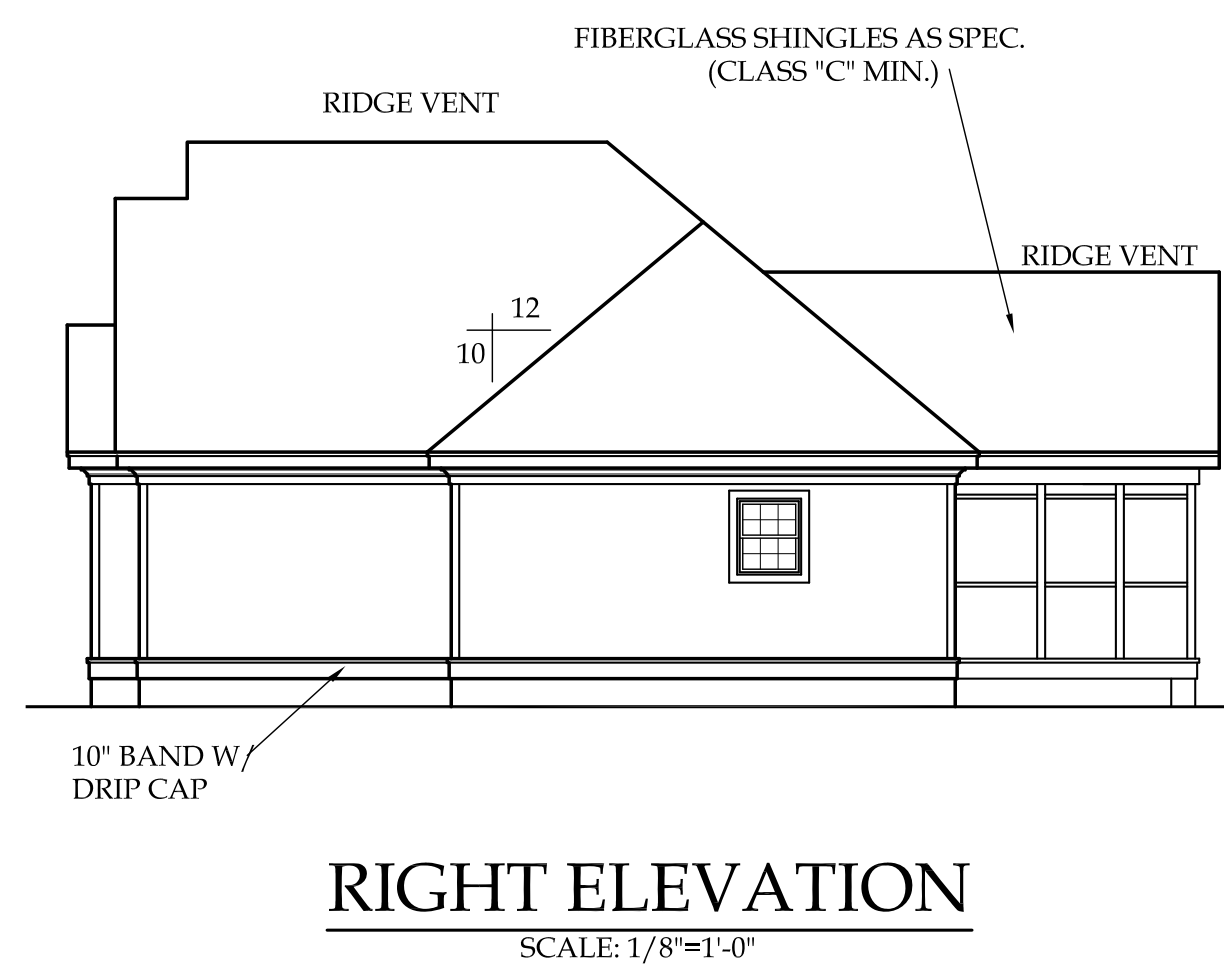 FIBERGLASS SHINGLES AS SPEC.
(CLASS "C" MIN.)
RIDGE VENT
RIDGE VENT
12
10
10" BAND W/
DRIP CAP
RIGHT ELEVATION
SCALE: 1/8"=1'-0"